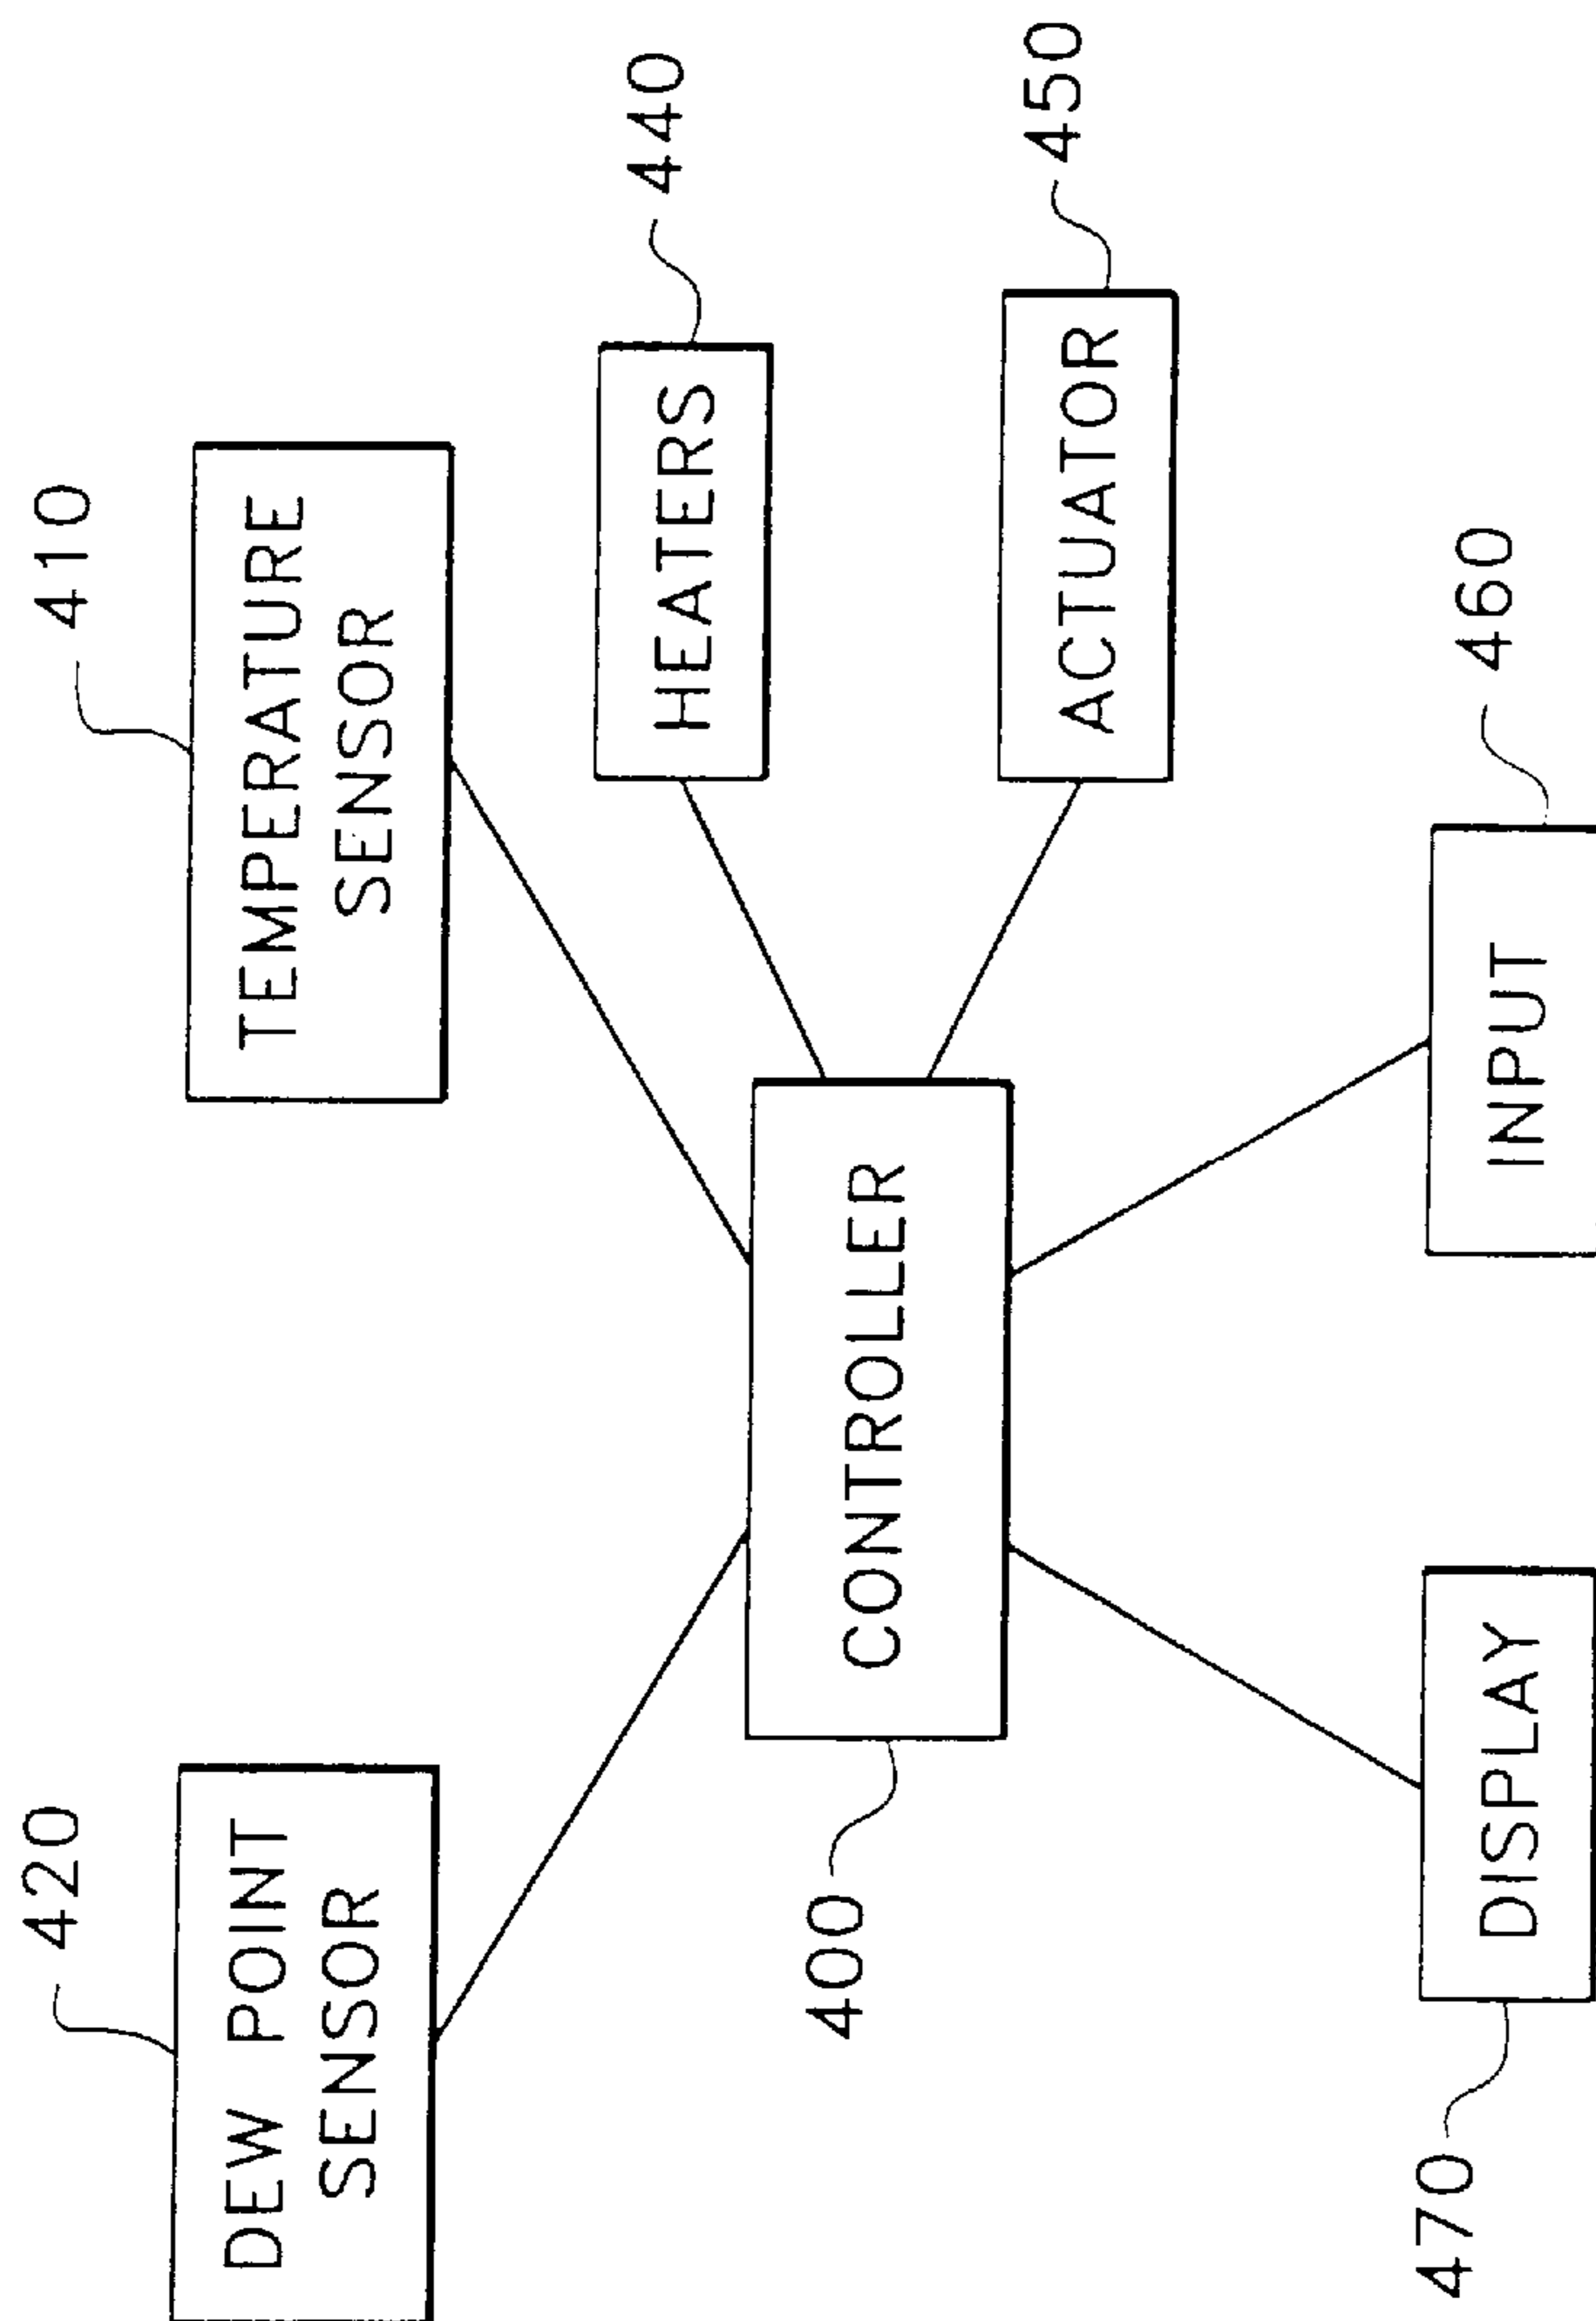 420
410
DEW POINT
SENSOR
TEMPERATURE
SENSOR
440
HEATERS
400
CONTROLLER
450
ACTUATOR
470
DISPLAY
460
INPUT